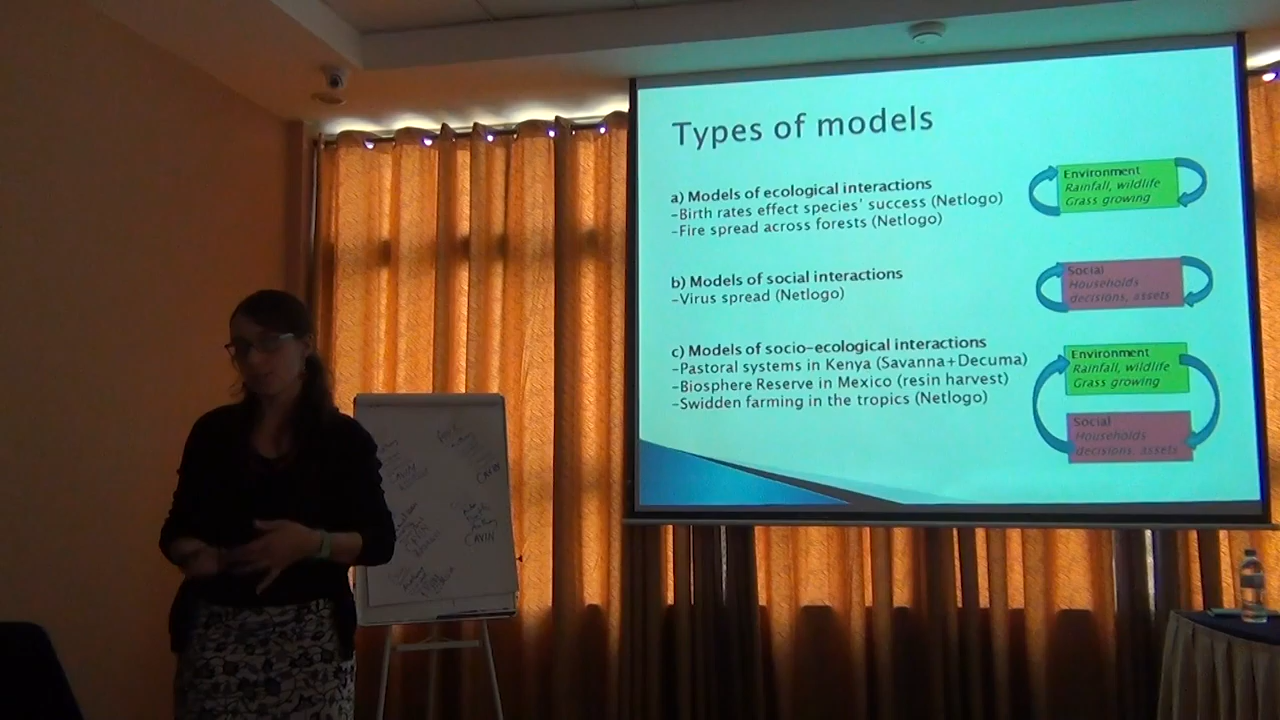 Types of models
a) Models of ecological interactions
-Birth rates effect species' success (Netlogo)
-Fire spread across forests (Netlogo)
b) Models of social interactions
-Virus spread (Netlogo)
c) Models of socio-ecological interactions
-Pastoral systems in Kenya (Savanna+Decuma)
-Biosphere Reserve in Mexico (resin harvest)
-Swidden farming in the tropics (Netlogo)
Environment
Rainfall, wildlife
Grass growing
Social
Households
decisions, assets
Environment
Rainfall, wildlife
Grass growing
Social
Households
decisions, assets
CAVIN
CAVIN